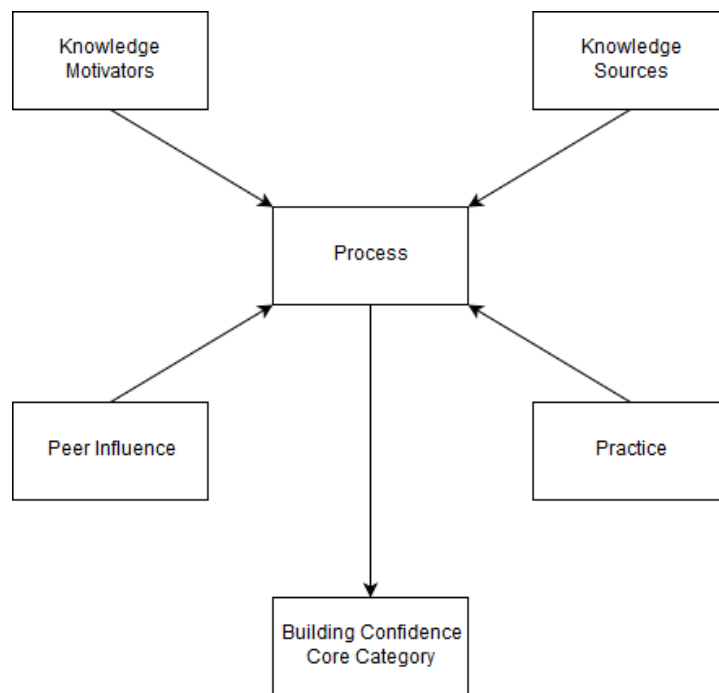 Knowledge
Motivators
Knowledge
Sources
Process
Peer Influence
Practice
Building Confidence
Core Category